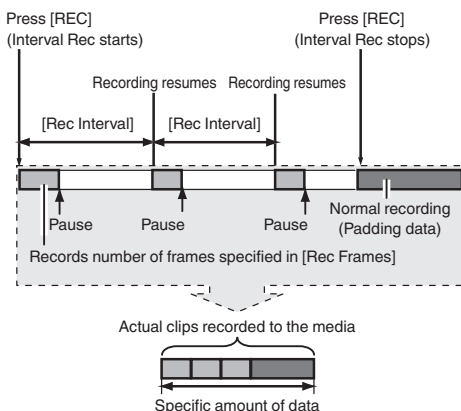 Press [REC]
(Interval Rec starts)
Press [REC]
(Interval Rec stops)
Recording resumes
Recording resumes
[Rec Interval]
[Rec Interval]
Pause
Pause
Pause
Normal recording
(Padding data)
Records number of frames specified in [Rec Frames]
Actual clips recorded to the media
Specific amount of data